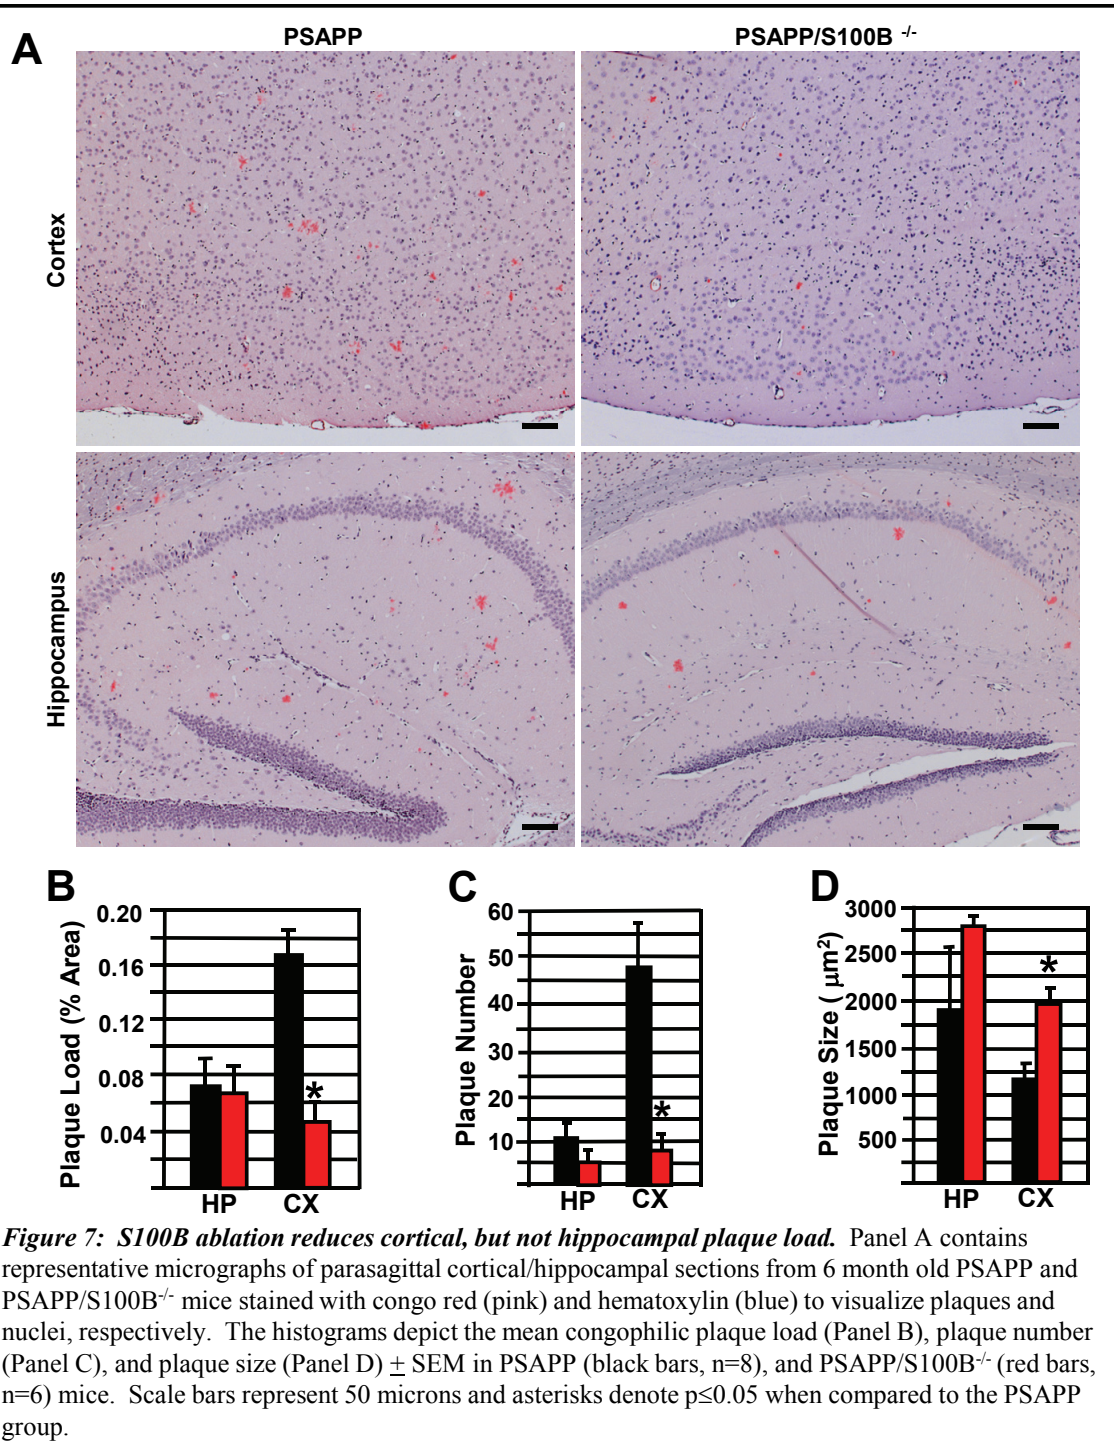 A
PSAPP
PSAPP/S100B -/-
Cortex
Hippocampus
B
Plaque Load (% Area)
0.20
0.16
0.12
0.08
0.04
*
HP CX
C
Plaque Number
60
50
40
30
20
10
*
HP CX
D
Plaque Size ( μm2)
3000
2500
2000
1500
1000
500
*
HP CX
Figure 7: S100B ablation reduces cortical, but not hippocampal plaque load. Panel A contains
representative micrographs of parasagittal cortical/hippocampal sections from 6 month old PSAPP and
PSAPP/S100B-/- mice stained with congo red (pink) and hematoxylin (blue) to visualize plaques and
nuclei, respectively. The histograms depict the mean congophilic plaque load (Panel B), plaque number
(Panel C), and plaque size (Panel D) ± SEM in PSAPP (black bars, n=8), and PSAPP/S100B-/- (red bars,
n=6) mice. Scale bars represent 50 microns and asterisks denote p≤0.05 when compared to the PSAPP
group.